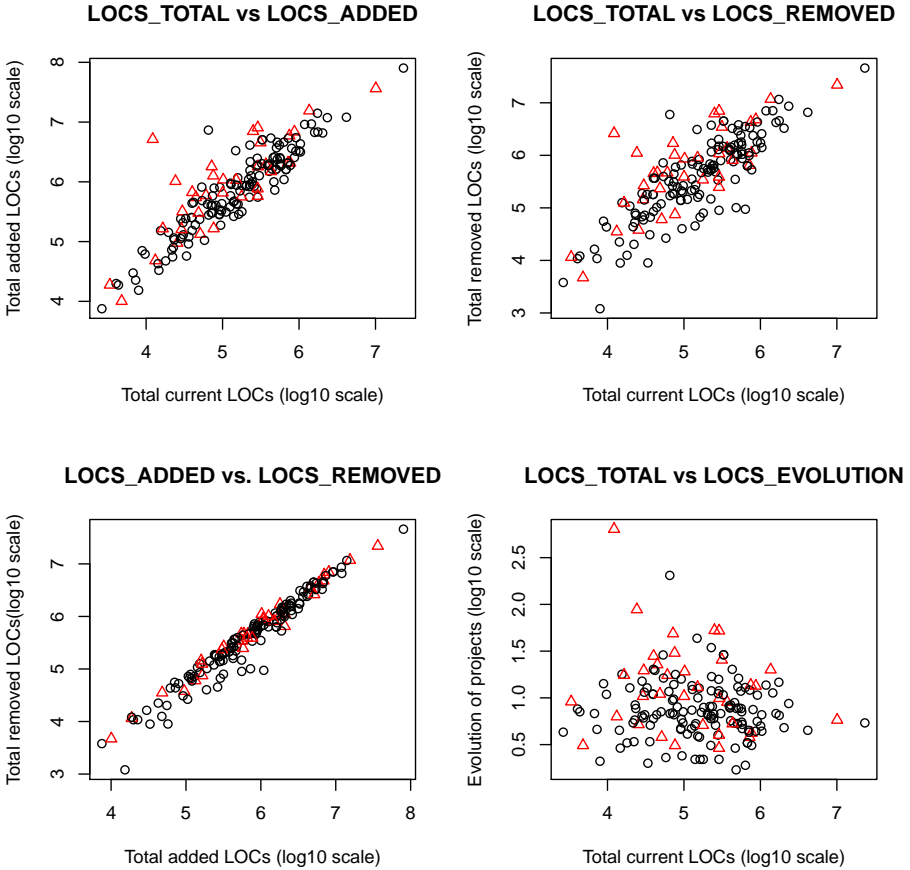 LOCS_TOTAL vs LOCS_ADDED
Total added LOCs (log10 scale)
8
7
6
5
4
4 5 6 7
Total current LOCs (log10 scale)
LOCS_TOTAL vs LOCS_REMOVED
Total removed LOCs (log10 scale)
7
6
5
4
3
4 5 6 7
Total current LOCs (log10 scale)
LOCS_ADDED vs. LOCS_REMOVED
Total removed LOCs(log10 scale)
7
6
5
4
3
4 5 6 7 8
Total added LOCs (log10 scale)
LOCS_TOTAL vs LOCS_EVOLUTION
Evolution of projects (log10 scale)
2.5
2.0
1.5
1.0
0.5
4 5 6 7
Total current LOCs (log10 scale)